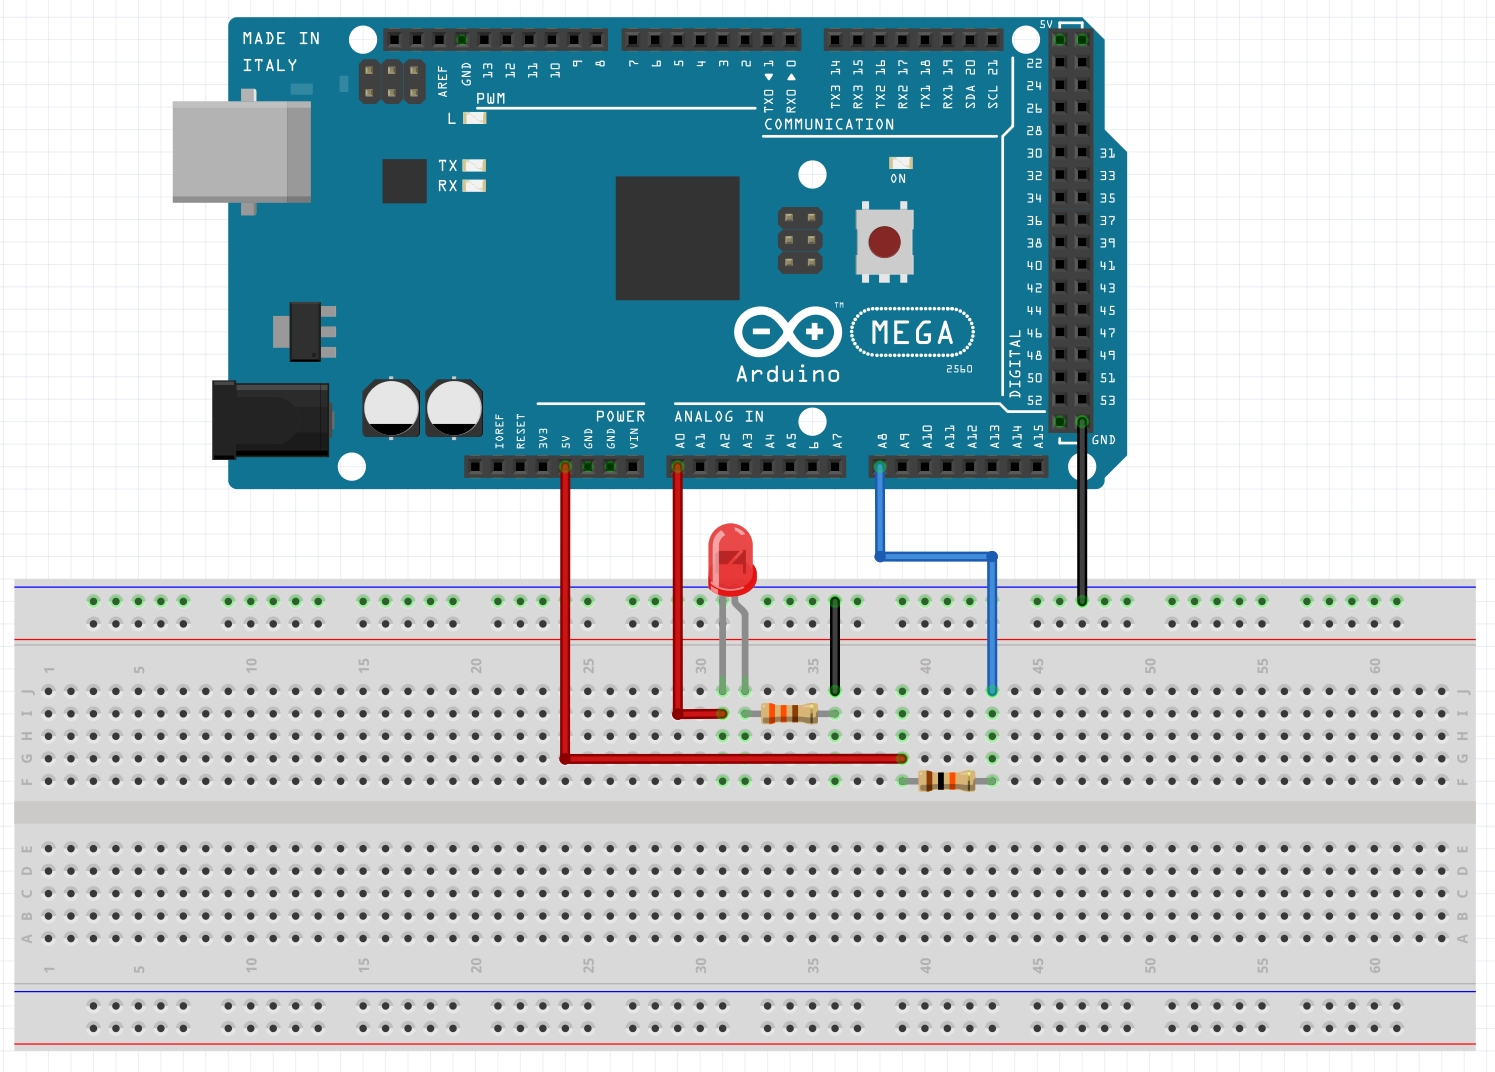 MADE IN
ITALY
5V
AREF GND 13 12 11 10 9 8 7 6 5 4 3 2 TX0 1 RX0 0 TX3 14 RX3 15 TX2 16 RX2 17 TX1 18 RX1 19 SDA 20 SCL 21
PWM
COMMUNICATION
L
TX
RX
ON
22
24
26
28
30 31
32 33
34 35
36 37
38 39
40 41
42 43
44 45
46 47
48 49
50 51
52 53
DIGITAL
GND
TM
MEGA
Arduino
2560
POWER
ANALOG IN
IOREF RESET 3V3 5V GND GND VIN A0 A1 A2 A3 A4 A5 6 A7 A8 A9 A10 A11 A12 A13 A14 A15
1 5 10 15 20 25 30 35 40 45 50 55 60
J J
I I
H H
G G
F F
E E
D D
C C
B B
A A
1 5 10 15 20 25 30 35 40 45 50 55 60